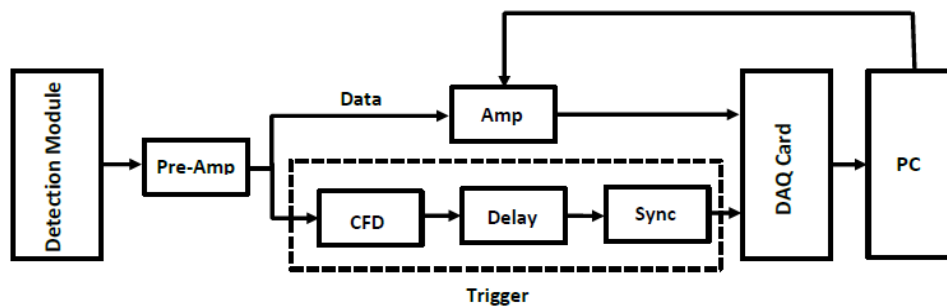 Detection Module
Pre-Amp
Data
Amp
CFD
Delay
Sync
Trigger
DAQ Card
PC